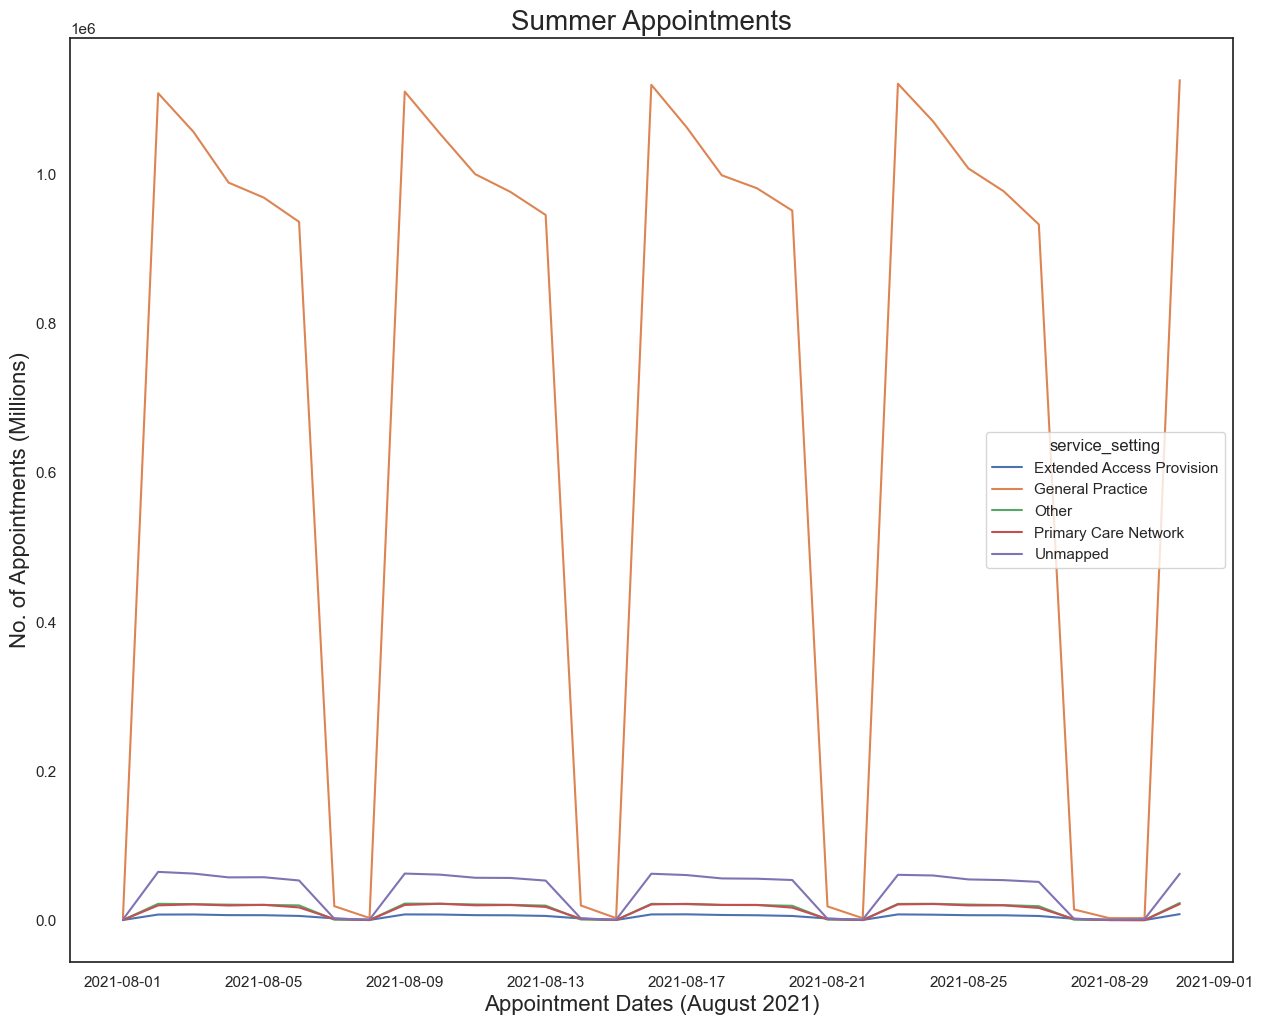 Summer Appointments
1e6
1.0
0.8
0.6
0.4
0.2
0.0
No. of Appointments (Millions)
service_setting
Extended Access Provision
General Practice
Other
Primary Care Network
Unmapped
2021-08-01 2021-08-05 2021-08-09 2021-08-13 2021-08-17 2021-08-21 2021-08-25 2021-08-29 2021-09-01
Appointment Dates (August 2021)